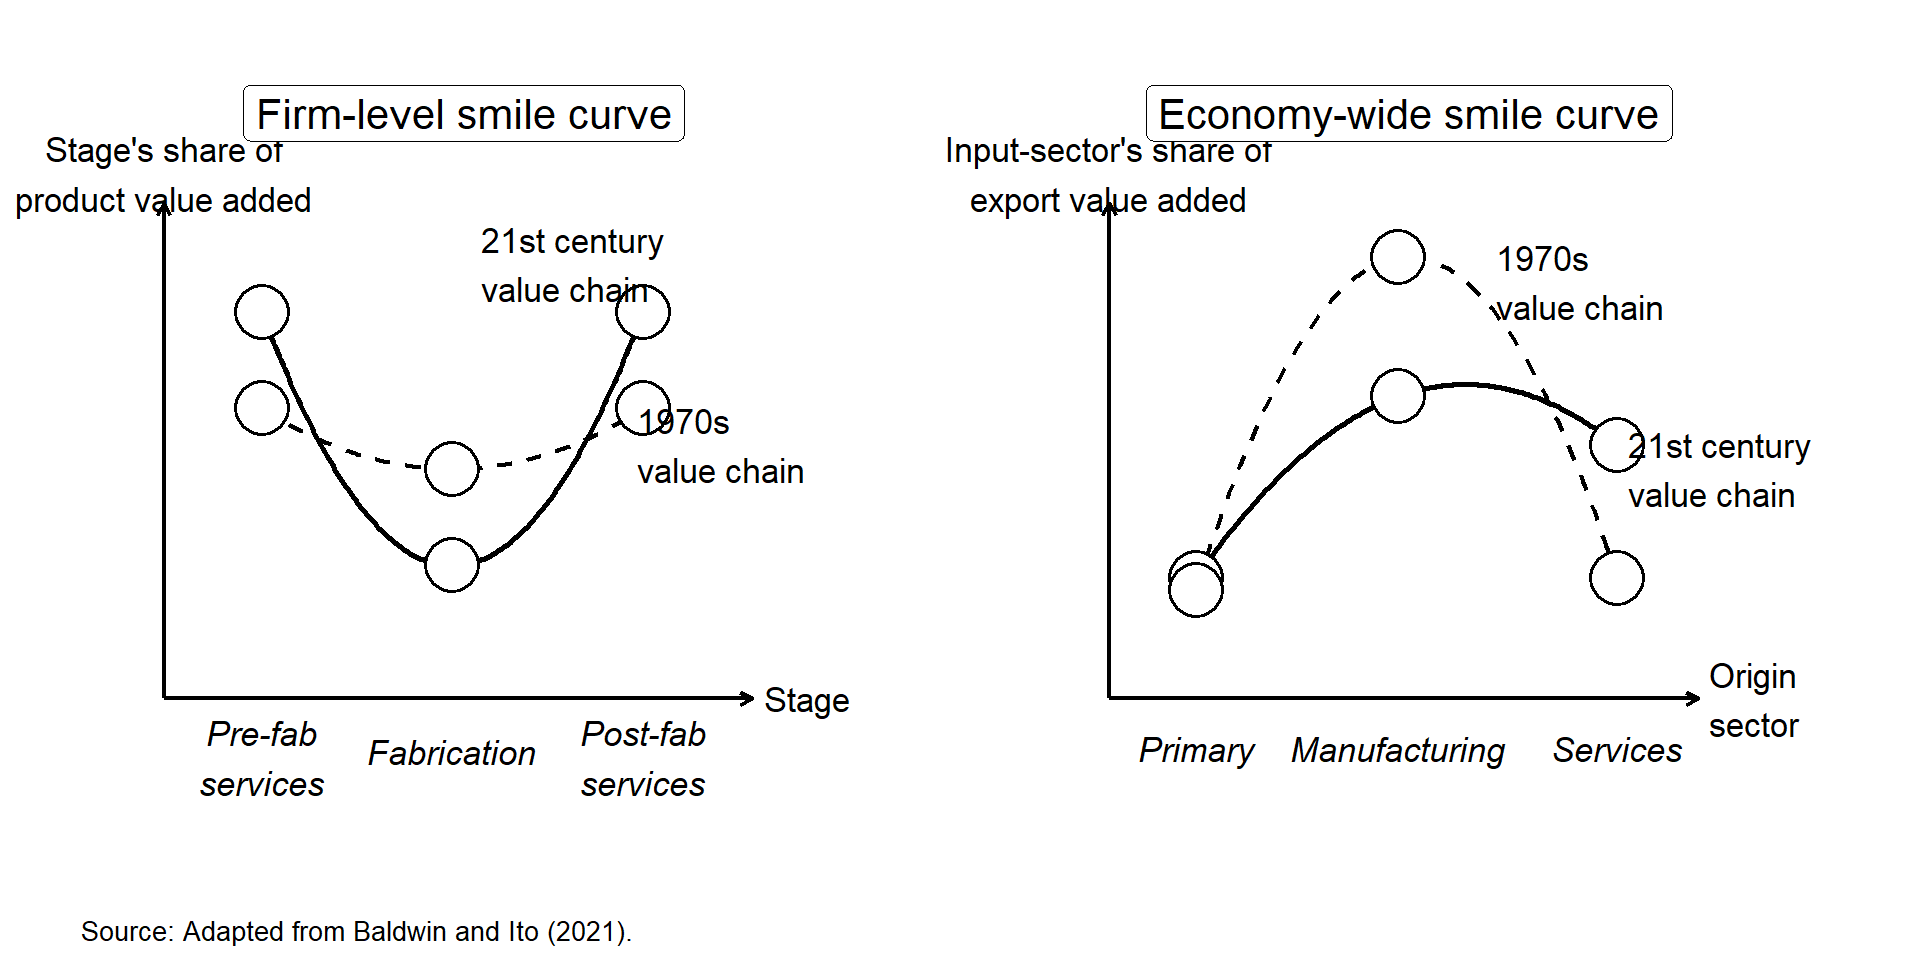 Firm-level smile curve
Stage's share of
product value added
21st century
value chain
1970s
value chain
Stage
Pre-fab
services
Fabrication
Post-fab
services
Economy-wide smile curve
Input-sector's share of
export value added
1970s
value chain
21st century
value chain
Origin
sector
Primary
Manufacturing
Services
Source: Adapted from Baldwin and Ito (2021).